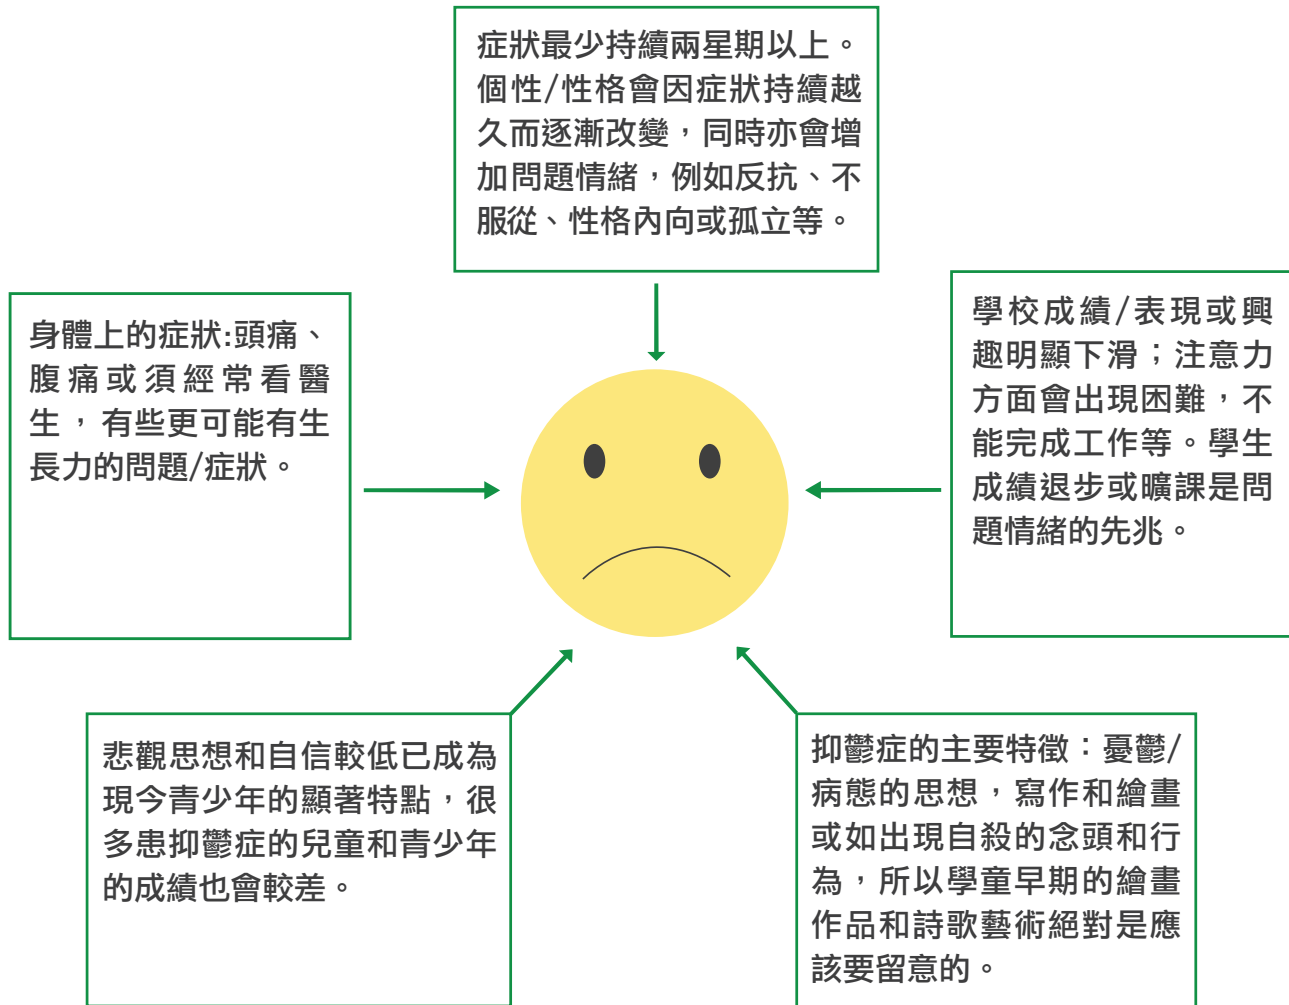 症狀最少持續兩星期以上。
個性/性格會因症狀持續越
久而逐漸改變，同時亦會增
加問題情緒，例如反抗、不
服從、性格內向或孤立等。
身體上的症狀:頭痛、
腹痛或須經常看醫
生，有些更可能有生
長力的問題/症狀。
學校成績/表現或興
趣明顯下滑；注意力
方面會出現困難，不
能完成工作等。學生
成績退步或曠課是問
題情緒的先兆。
悲觀思想和自信較低已成為
現今青少年的顯著特點，很
多患抑鬱症的兒童和青少年
的成績也會較差。
抑鬱症的主要特徵：憂鬱/
病態的思想，寫作和繪畫
或如出現自殺的念頭和行
為，所以學童早期的繪畫
作品和詩歌藝術絕對是應
該要留意的。